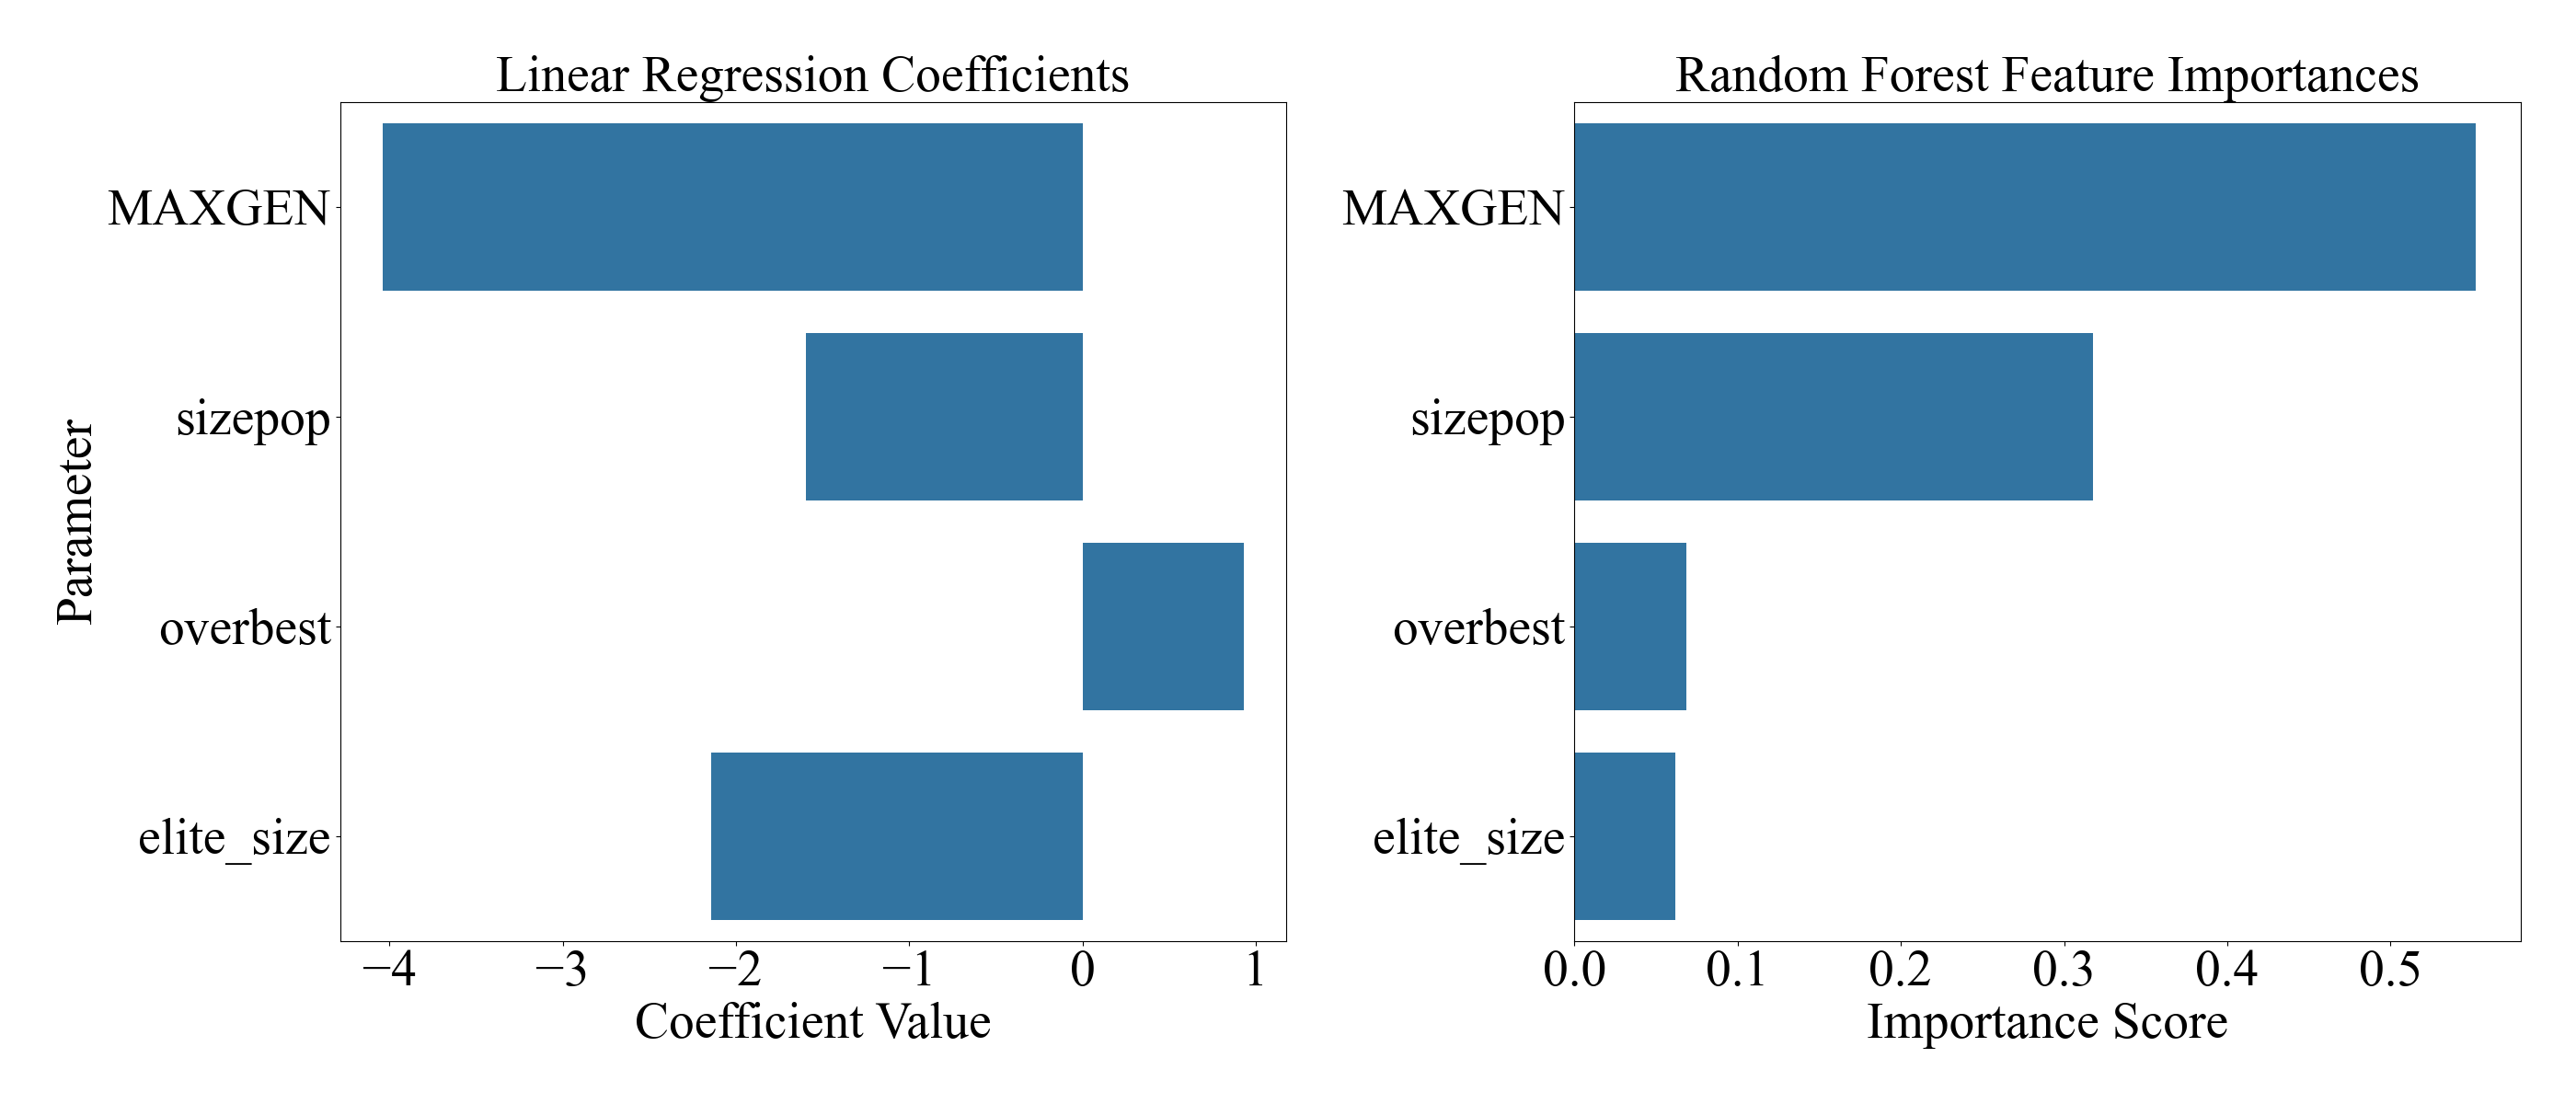 Linear Regression Coefficients
Parameter
MAXGEN
sizepop
overbest
elite_size
−4 −3 −2 −1 0 1
Coefficient Value
Random Forest Feature Importances
MAXGEN
sizepop
overbest
elite_size
0.0 0.1 0.2 0.3 0.4 0.5
Importance Score